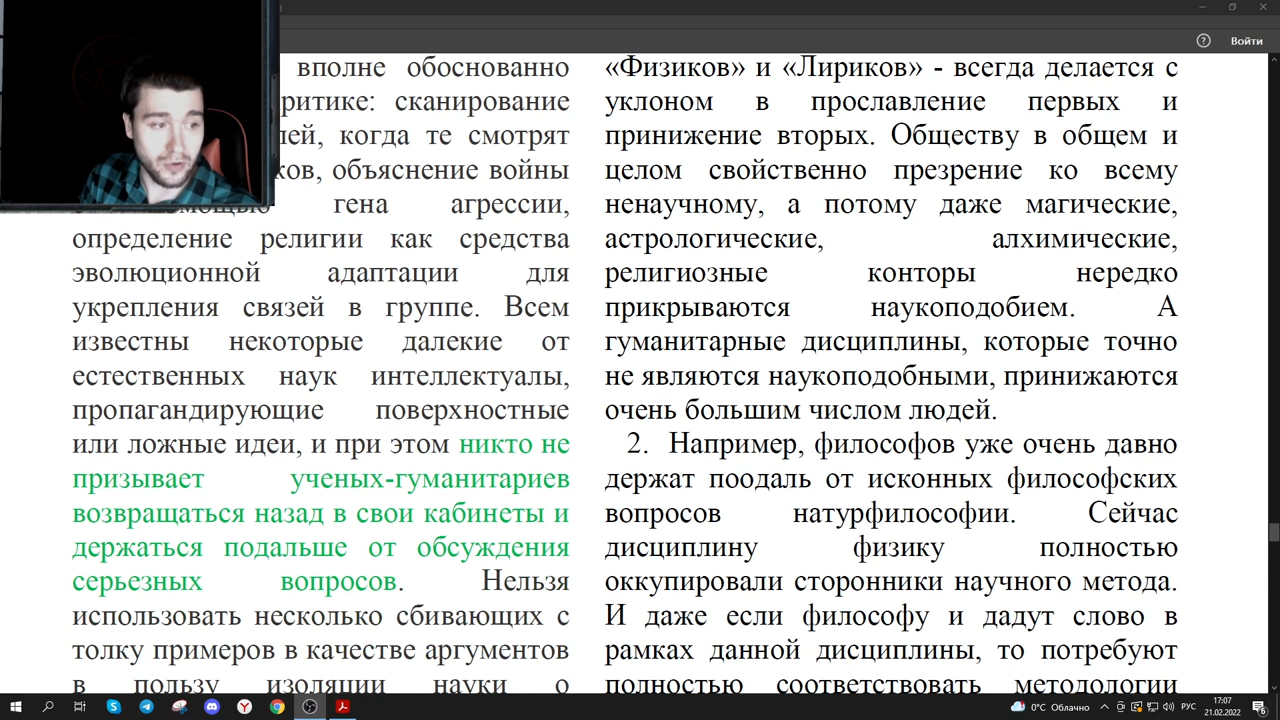 Войти
вполне обоснованно
ритике: сканирование
лей, когда те смотрят
ков, объяснение войны
гена агрессии,
определение религии как средства
эволюционной адаптации для
укрепления связей в группе. Всем
известны некоторые далекие от
естественных наук интеллектуалы,
пропагандирующие поверхностные
или ложные идеи, и при этом никто не
призывает ученых-гуманитариев
возвращаться назад в свои кабинеты и
держаться подальше от обсуждения
серьезных вопросов. Нельзя
использовать несколько сбивающих с
толку примеров в качестве аргументов
в пользу изоляции науки о
«Физиков» и «Лириков» - всегда делается с
уклоном в прославление первых и
принижение вторых. Обществу в общем и
целом свойственно презрение ко всему
ненаучному, а потому даже магические,
астрологические, алхимические,
религиозные конторы нередко
прикрываются наукоподобием. А
гуманитарные дисциплины, которые точно
не являются наукоподобными, принижаются
очень большим числом людей.
2. Например, философов уже очень давно
держат поодаль от исконных философских
вопросов натурфилософии. Сейчас
дисциплину физику полностью
оккупировали сторонники научного метода.
И даже если философу и дадут слово в
рамках данной дисциплины, то потребуют
полностью соответствовать методологии
0°C Облачно
РУС
17:07
21.02.2022
6